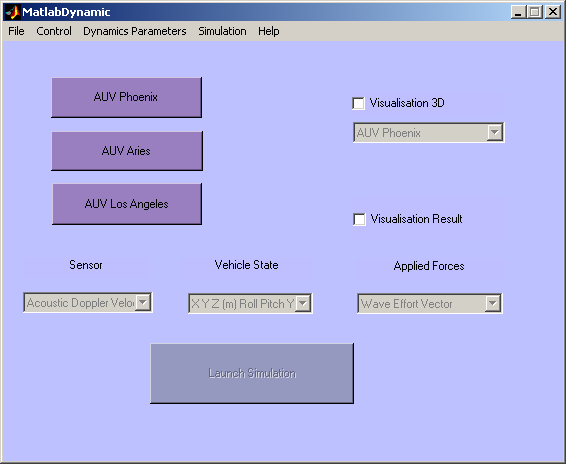 MatlabDynamic
File Control Dynamics Parameters Simulation Help
AUV Phoenix
Visualisation 3D
AUV Phoenix
AUV Aries
AUV Los Angeles
Visualisation Result
Sensor Vehicle State Applied Forces
Acoustic Doppler Veloc X Y Z (m) Roll Pitch Y Wave Effort Vector
Launch Simulation